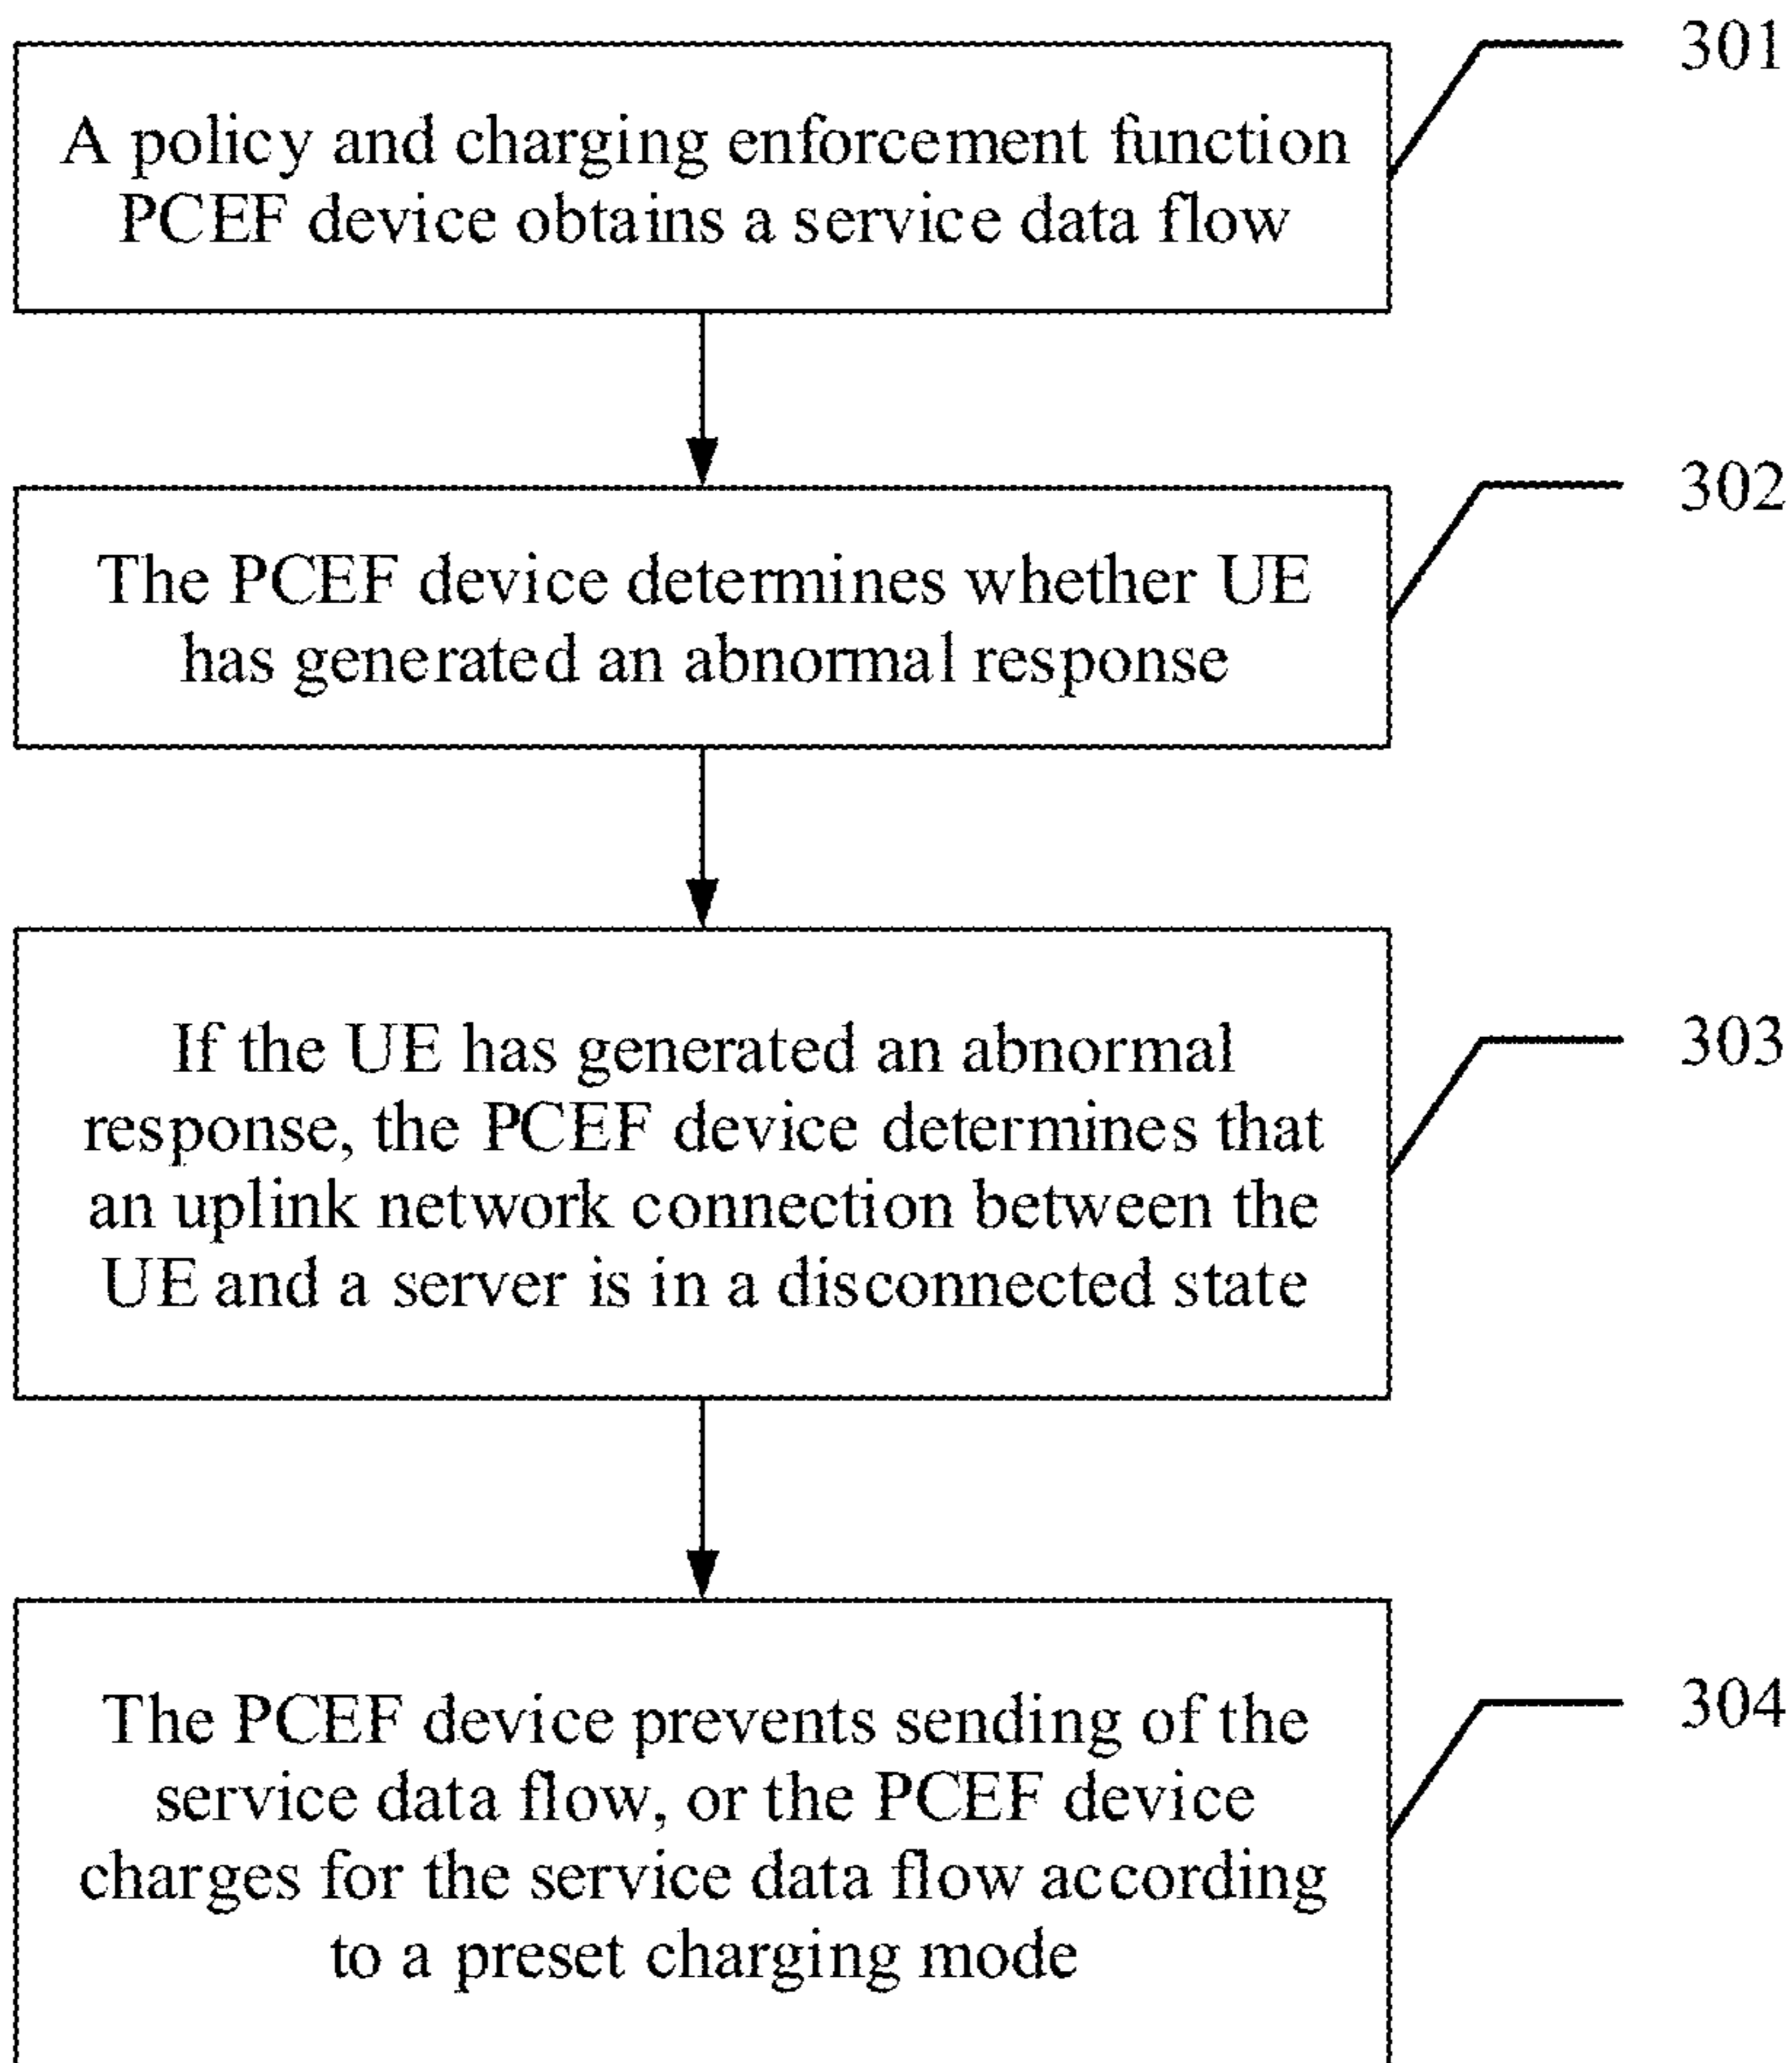 301
A policy and charging enforcement function
PCEF device obtains a service data flow
302
The PCEF device determines whether UE
has generated an abnormal response
303
If the UE has generated an abnormal
response, the PCEF device determines that
an uplink network connection between the
UE and a server is in a disconnected state
304
The PCEF device prevents sending of the
service data flow, or the PCEF device
charges for the service data flow according
to a preset charging mode